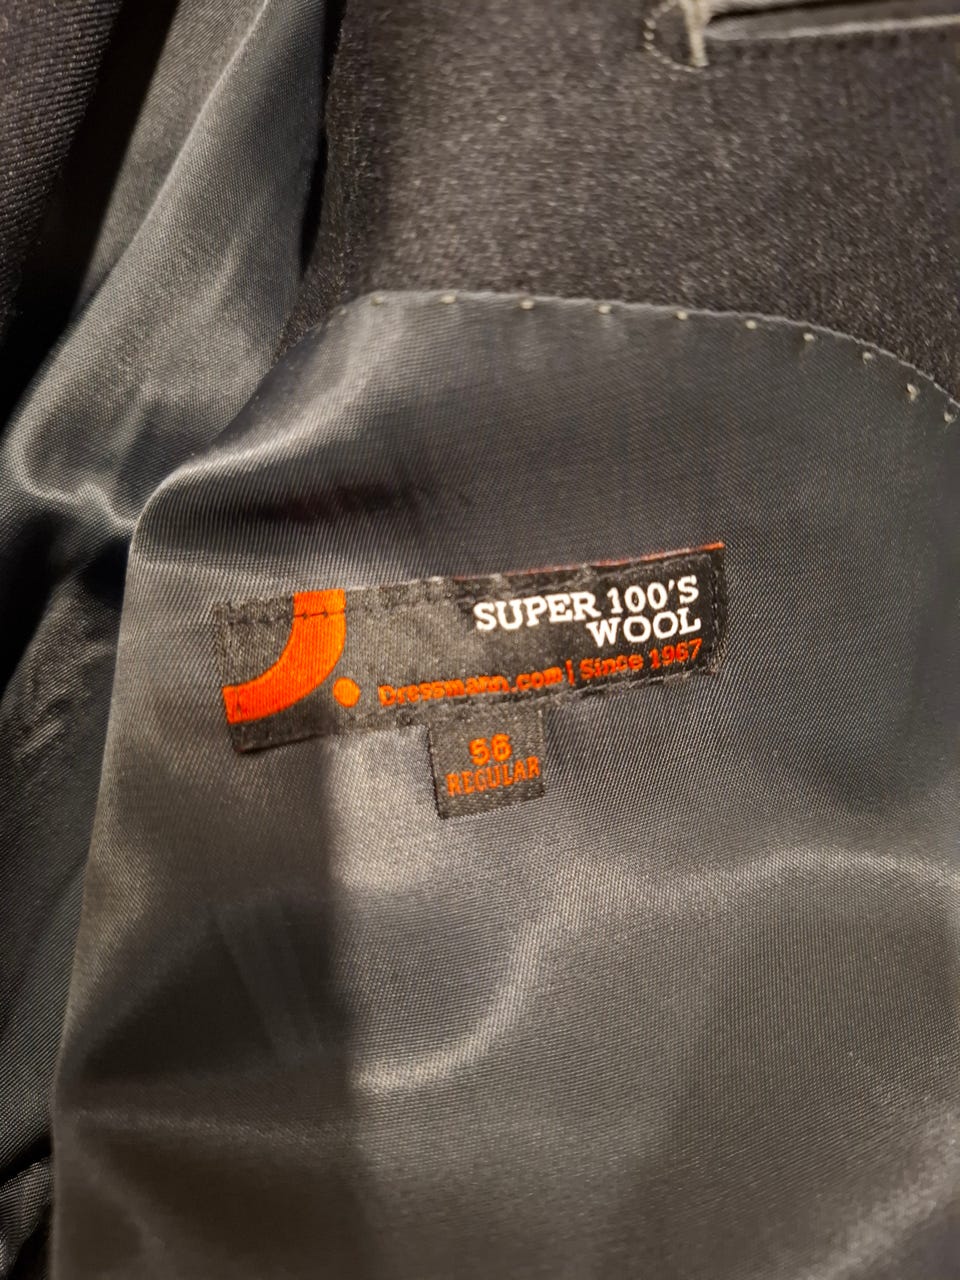 SUPER 100'S
WOOL
Dressmann.com | Since 1967
56
REGULAR